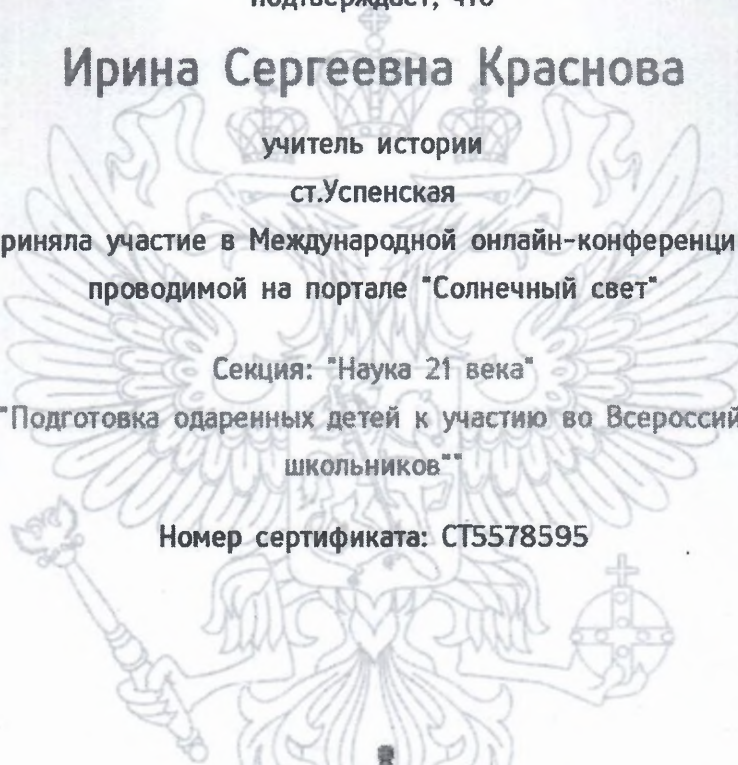 подтверждает, что
Ирина Сергеевна Краснова
учитель истории
ст.Успенская
риняла участие в Международной онлайн-конференци
проводимой на портале "Солнечный свет"
Секция: "Наука 21 века"
"Подготовка одаренных детей к участию во Всероссий
школьников""
Номер сертификата: СТ5578595